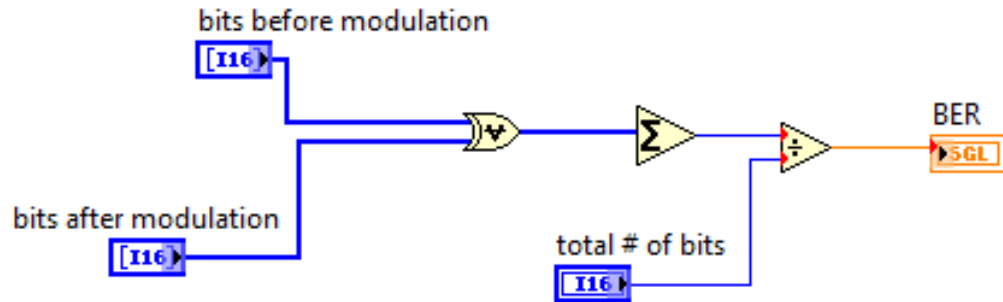 bits before modulation
[I16]
BER
SGL
bits after modulation
[I16]
total # of bits
I16
Σ
÷